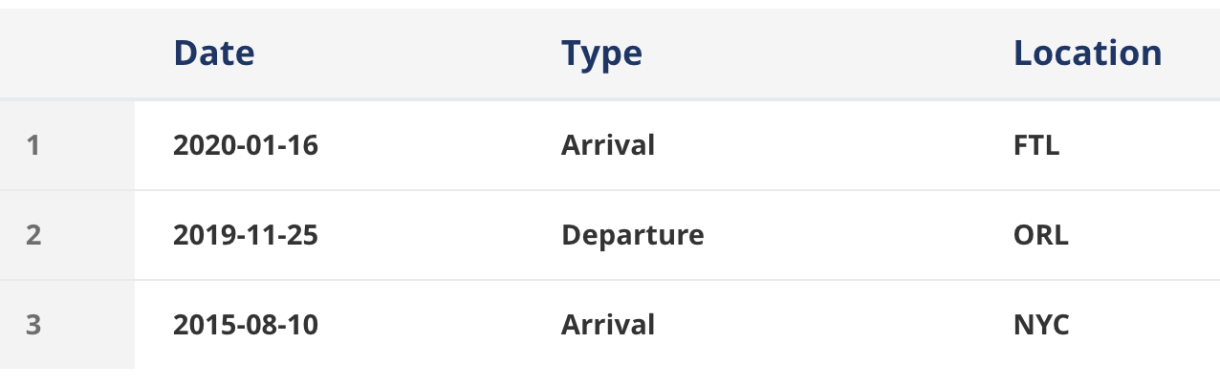 Date Type Location
1 2020-01-16 Arrival FTL
2 2019-11-25 Departure ORL
3 2015-08-10 Arrival NYC